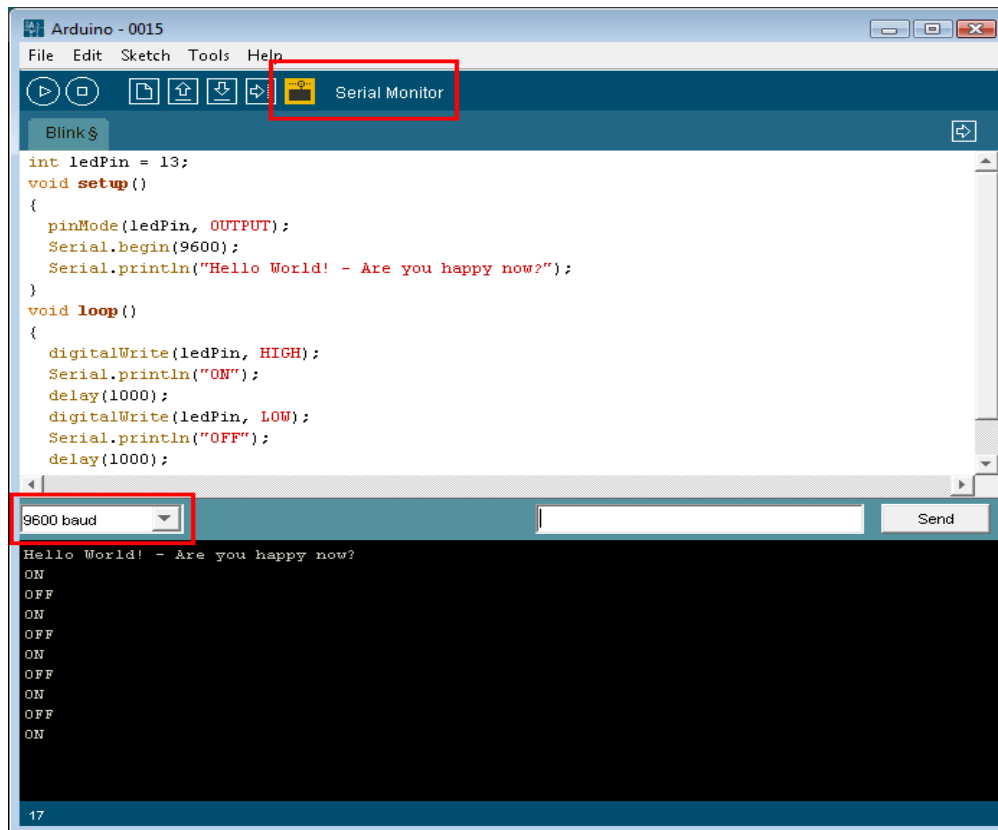 Arduino - 0015
File Edit Sketch Tools Help
Serial Monitor
Blink §
int ledPin = 13;
void setup()
{
  pinMode(ledPin, OUTPUT);
  Serial.begin(9600);
  Serial.println("Hello World! - Are you happy now?");
}
void loop()
{
  digitalWrite(ledPin, HIGH);
  Serial.println("ON");
  delay(1000);
  digitalWrite(ledPin, LOW);
  Serial.println("OFF");
  delay(1000);
9600 baud Send
Hello World! - Are you happy now?
ON
OFF
ON
OFF
ON
OFF
ON
OFF
ON
17